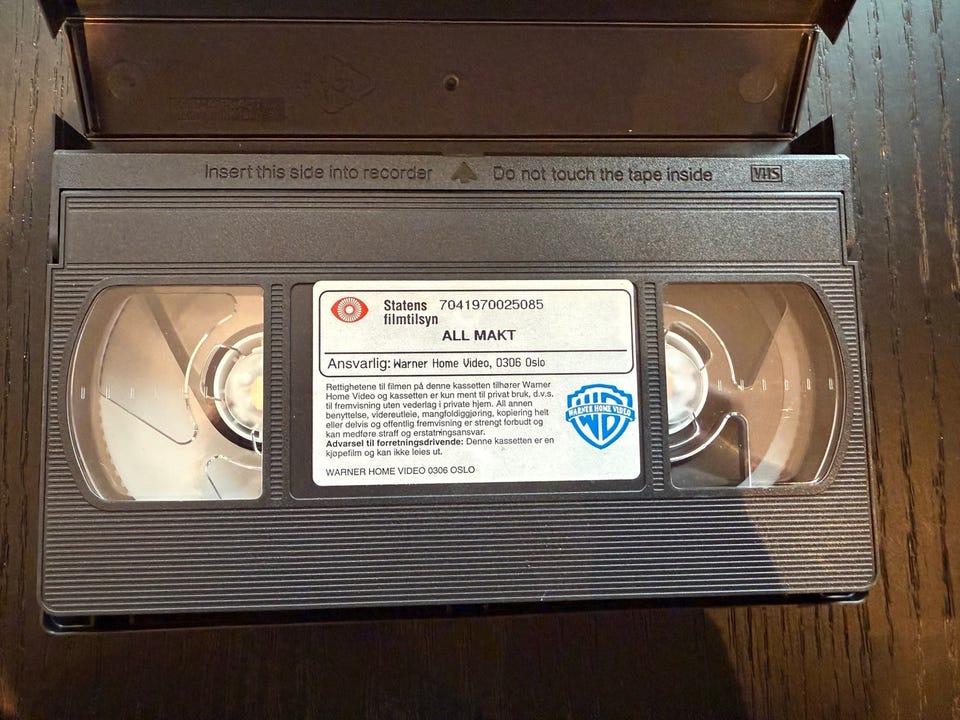 Insert this side into recorder Do not touch the tape inside VHS
Statens 7041970025085
filmtilsyn
ALL MAKT
Ansvarlig: Warner Home Video, 0306 Oslo
Rettighetene til filmen på denne kassetten tilhører Warner
Home Video og kassetten er kun ment til privat bruk, d.v.s.
til fremvisning uten vederlag i private hjem. All annen
benyttelse, videreutleie, mangfoldiggjøring, kopiering helt
eller delvis og offentlig fremvisning er strengt forbudt og
kan medføre straff og erstatningsansvar.
Advarsel til forretningsdrivende: Denne kassetten er en
kjøpefilm og kan ikke leies ut.
WARNER HOME VIDEO 0306 OSLO
WARNER HOME VIDEO